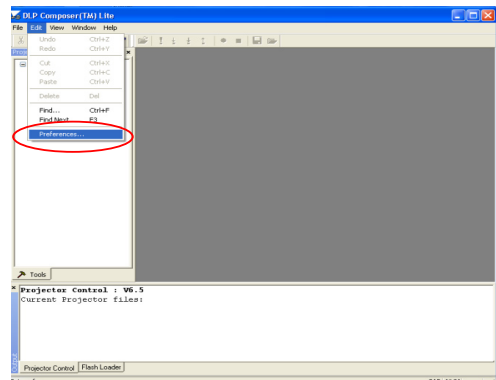 DLP Composer(TM) Lite
File Edit View Window Help
Undo Ctrl+Z
Redo Ctrl+Y
Cut Ctrl+X
Copy Ctrl+C
Paste Ctrl+V
Delete Del
Find... Ctrl+F
Find Next F3
Preferences...
Tools
Projector Control : V6.5
Current Projector files:
Projector Control Flash Loader